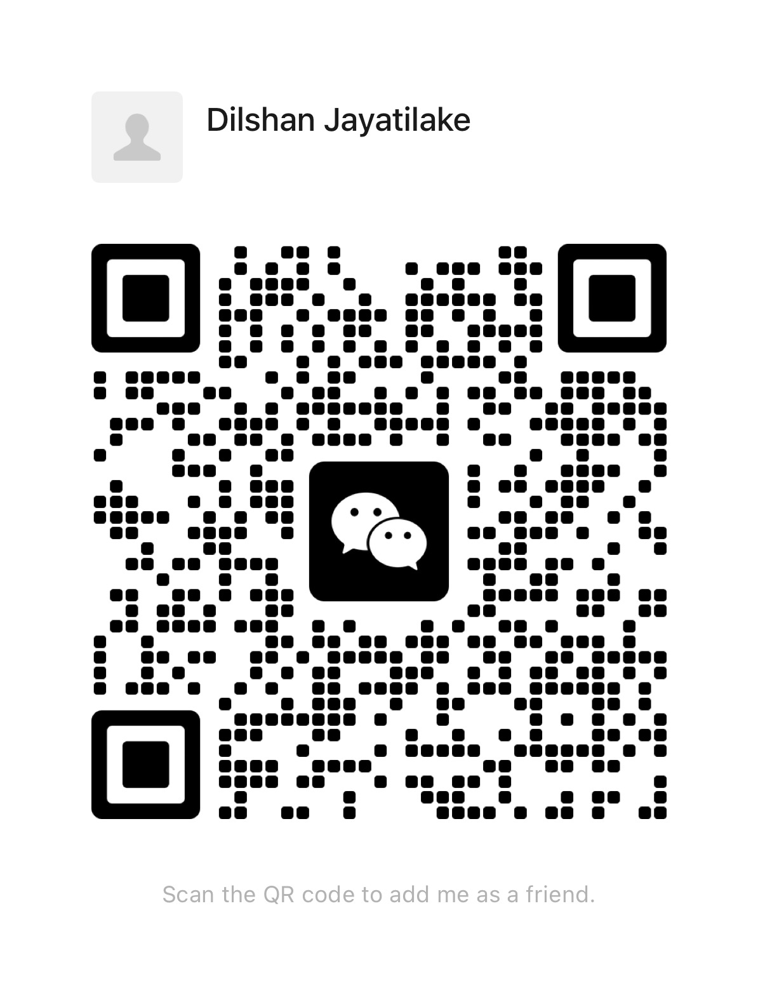 Dilshan Jayatilake
Scan the QR code to add me as a friend.